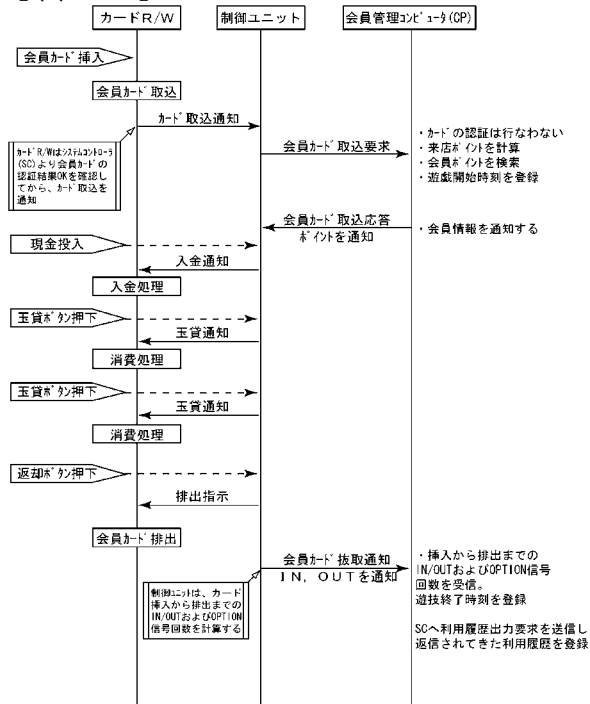 カードR/W
制御ユニット
会員管理コンピュータ(CP)
会員カード挿入
会員カード取込
カード取込通知
カードR/Wはシステムコントローラ
(SC)より会員カードの
認証結果OKを確認し
てから、カード取込を
通知
会員カード取込要求
・カードの認証は行なわない
・来店ポイントを計算
・会員ポイントを検索
・遊戯開始時刻を登録
会員カード取込応答
ポイントを通知
・会員情報を通知する
現金投入
入金通知
入金処理
玉貸ボタン押下
玉貸通知
消費処理
玉貸ボタン押下
玉貸通知
消費処理
返却ボタン押下
排出指示
会員カード排出
会員カード抜取通知
IN, OUTを通知
・挿入から排出までの
IN/OUTおよびOPTION信号
回数を受信。
遊技終了時刻を登録
制御ユニットは、カード
挿入から排出までの
IN/OUTおよびOPTION
信号回数を計算する
SCへ利用履歴出力要求を送信し
返信されてきた利用履歴を登録